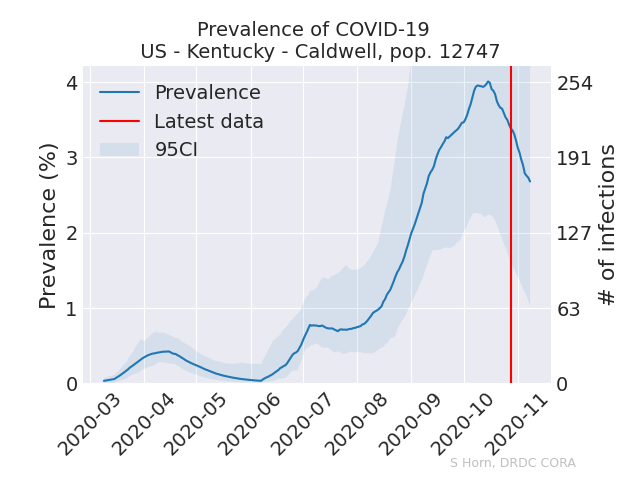 Prevalence of COVID-19
US - Kentucky - Caldwell, pop. 12747
Prevalence
Latest data
95CI
Prevalence (%)
4
3
2
1
0
254
191
127
63
0
# of infections
2020-03
2020-04
2020-05
2020-06
2020-07
2020-08
2020-09
2020-10
2020-11
S Horn, DRDC CORA